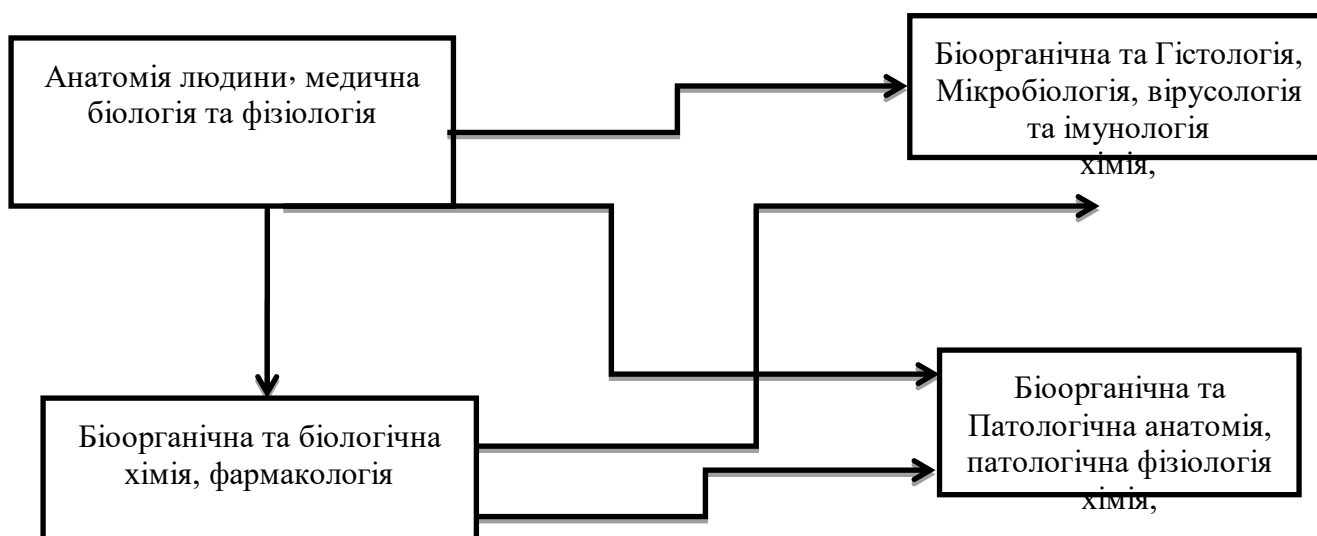 Анатомія людини, медична
біологія та фізіологія
Біоорганічна та Гістологія,
Мікробіологія, вірусологія
та імунологія
хімія,
Біоорганічна та біологічна
хімія, фармакологія
Біоорганічна та
Патологічна анатомія,
патологічна фізіологія
хімія,